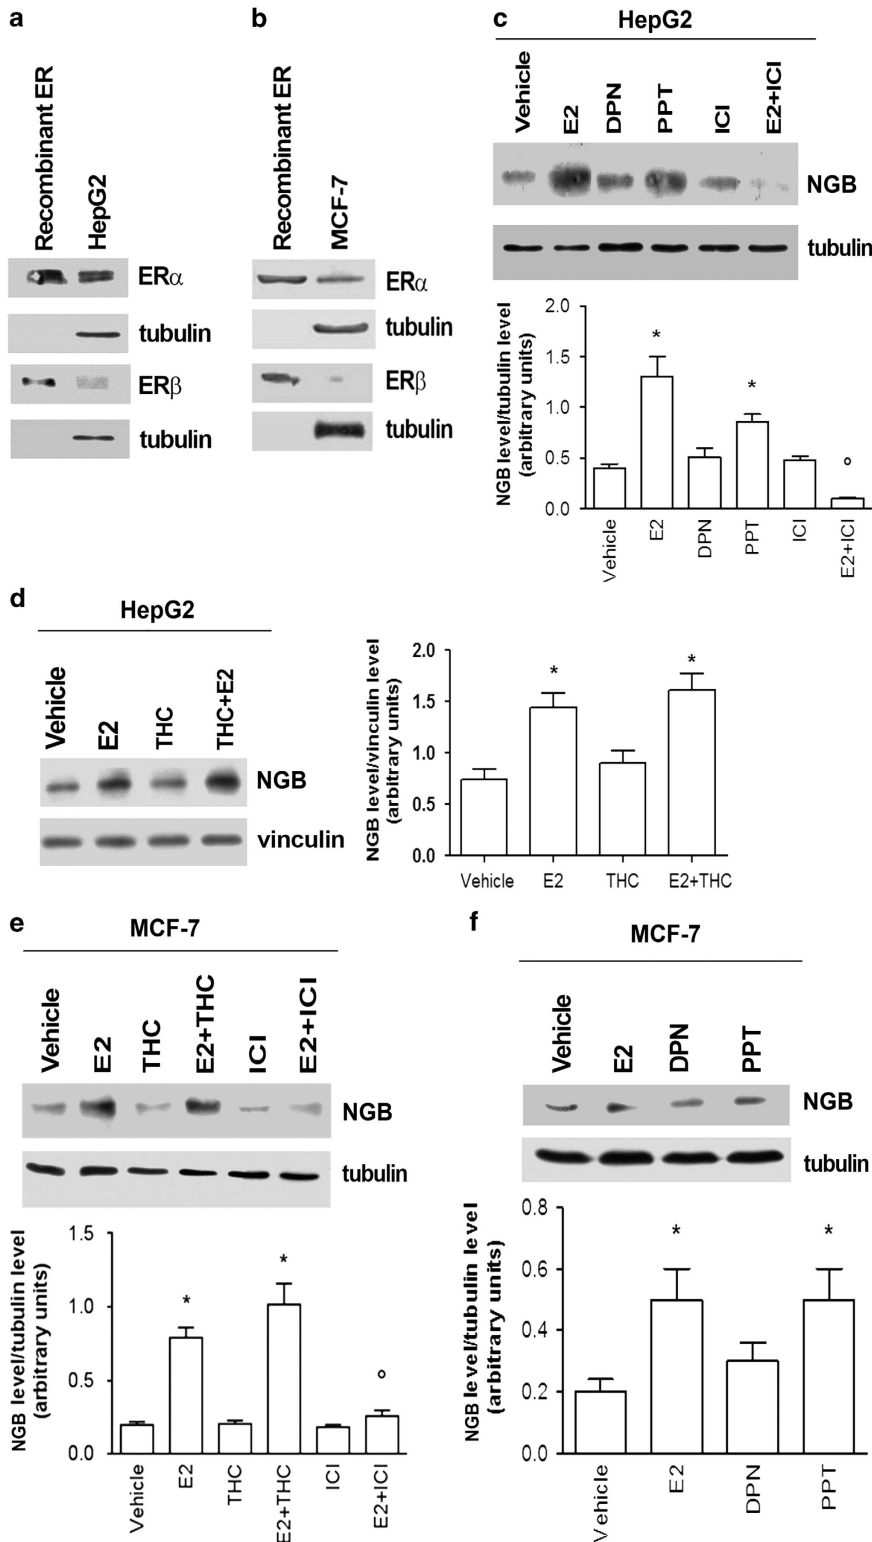 a
Recombinant ER
HepG2
ERα
tubulin
ERβ
tubulin
b
Recombinant ER
MCF-7
ERα
tubulin
ERβ
tubulin
c
HepG2
Vehicle
E2
DPN
PPT
ICI
E2+ICI
NGB
tubulin
NGB level/tubulin level
(arbitrary units)
2.0
1.5
1.0
0.5
0.0
*
*
°
Vehicle
E2
DPN
PPT
ICI
E2+ICI
d
HepG2
Vehicle
E2
THC
THC+E2
NGB
vinculin
NGB level/vinculin level
(arbitrary units)
2.0
1.5
1.0
0.5
0.0
*
*
Vehicle
E2
THC
E2+THC
e
MCF-7
Vehicle
E2
THC
E2+THC
ICI
E2+ICI
NGB
tubulin
NGB level/tubulin level
(arbitrary units)
1.5
1.0
0.5
0.0
*
*
°
Vehicle
E2
THC
E2+THC
ICI
E2+ICI
f
MCF-7
Vehicle
E2
DPN
PPT
NGB
tubulin
NGB level/tubulin level
(arbitrary units)
0.8
0.6
0.4
0.2
0.0
*
*
Vehicle
E2
DPN
PPT